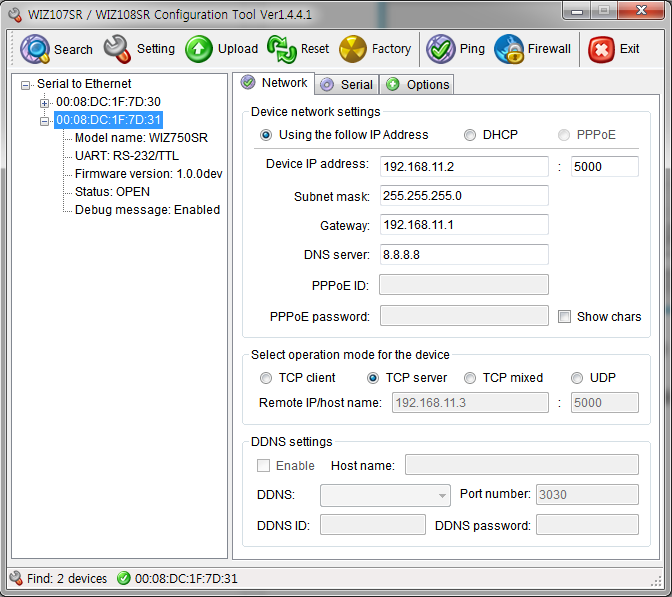 WIZ107SR / WIZ108SR Configuration Tool Ver1.4.4.1
Search Setting Upload Reset Factory Ping Firewall Exit
Serial to Ethernet
00:08:DC:1F:7D:30
00:08:DC:1F:7D:31
Model name: WIZ750SR
UART: RS-232/TTL
Firmware version: 1.0.0dev
Status: OPEN
Debug message: Enabled
Network Serial Options
Device network settings
Using the follow IP Address DHCP PPPoE
Device IP address: 192.168.11.2 : 5000
Subnet mask: 255.255.255.0
Gateway: 192.168.11.1
DNS server: 8.8.8.8
PPPoE ID:
PPPoE password: Show chars
Select operation mode for the device
TCP client TCP server TCP mixed UDP
Remote IP/host name: 192.168.11.3 : 5000
DDNS settings
Enable Host name:
DDNS: Port number: 3030
DDNS ID: DDNS password:
Find: 2 devices 00:08:DC:1F:7D:31